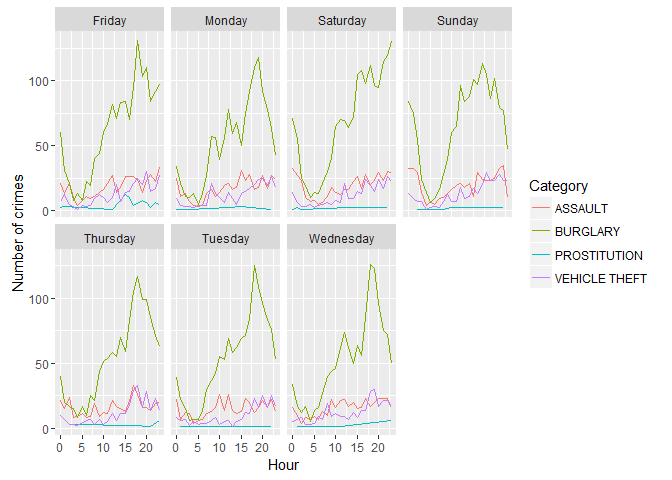 Friday Monday Saturday Sunday
100
50
0
Number of crimes
Category
ASSAULT
BURGLARY
PROSTITUTION
VEHICLE THEFT
Thursday Tuesday Wednesday
100
50
0
0 5 10 15 20 0 5 10 15 20 0 5 10 15 20
Hour